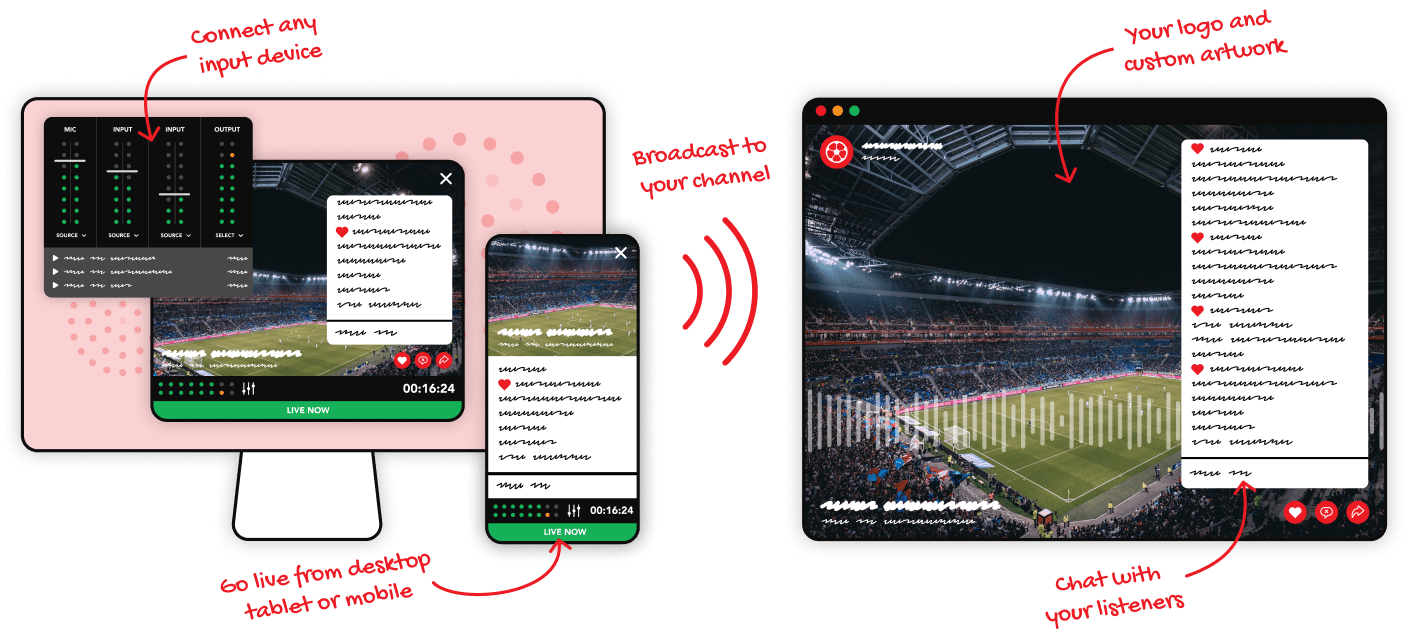 Connect any
input device
MIC INPUT INPUT OUTPUT
SOURCE SOURCE SOURCE SELECT
00:16:24
LIVE NOW
00:16:24
LIVE NOW
Go live from desktop
tablet or mobile
Broadcast to
your channel
Your logo and
custom artwork
Chat with
your listeners